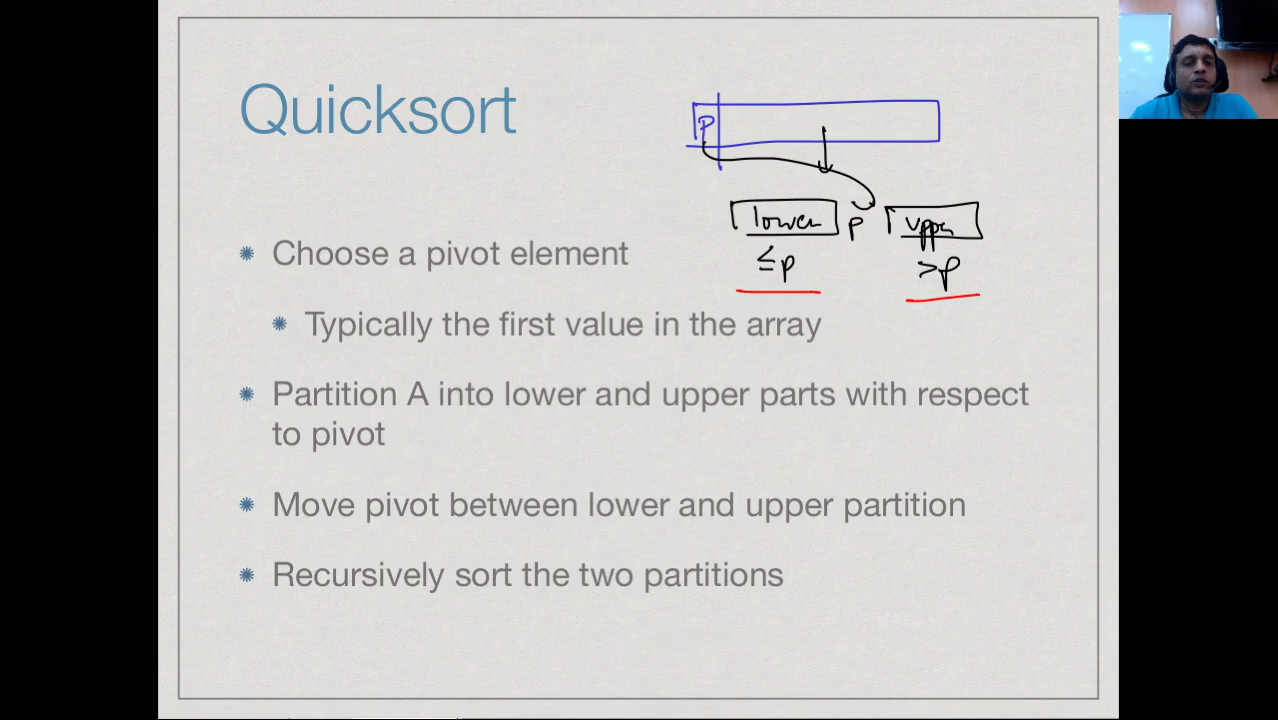 Quicksort
P
lower p upper
≤p >p
Choose a pivot element
Typically the first value in the array
Partition A into lower and upper parts with respect
to pivot
Move pivot between lower and upper partition
Recursively sort the two partitions